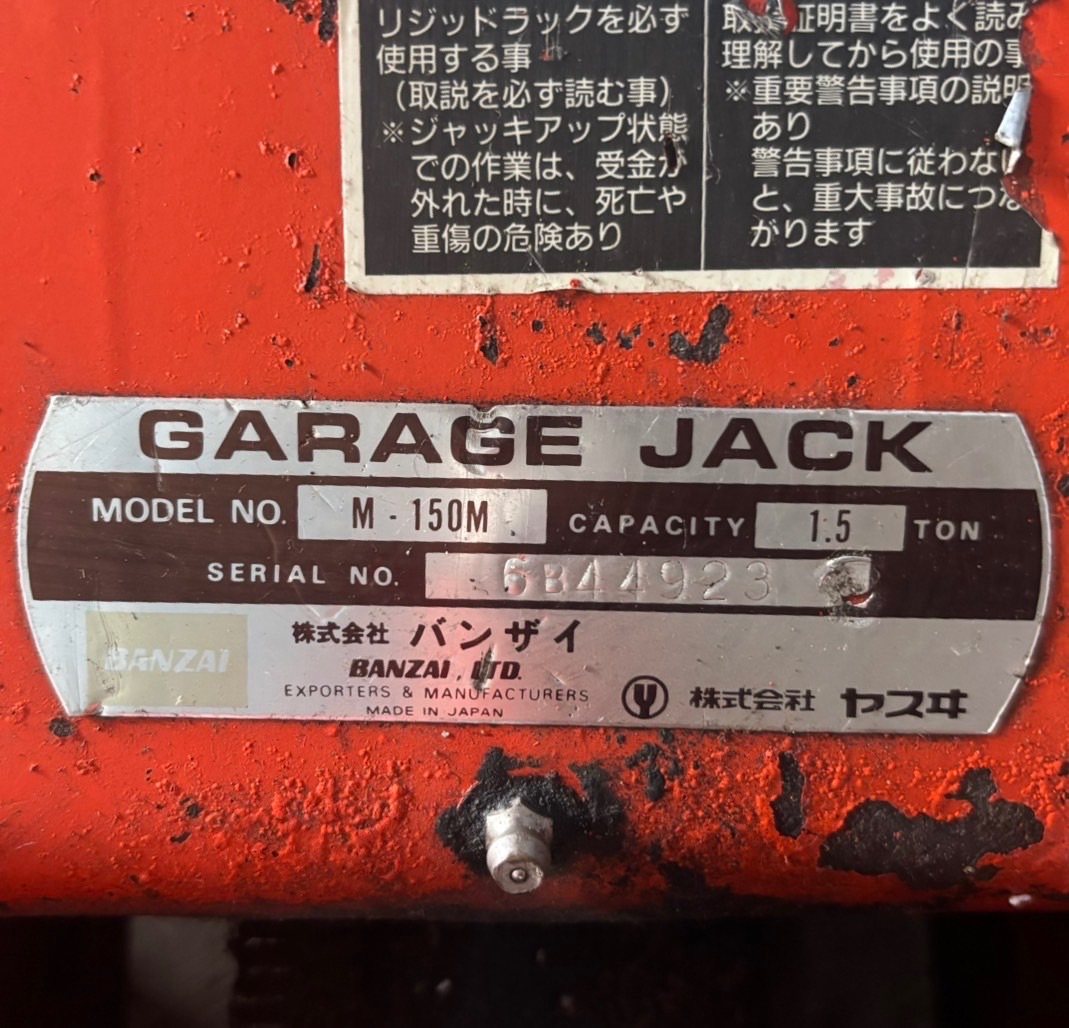 リジッドラックを必ず
使用する事
（取説を必ず読む事）
※ジャッキアップ状態
での作業は、受金が
外れた時に、死亡や
重傷の危険あり
証明書をよく読み
理解してから使用の事
※重要警告事項の説明
あり
警告事項に従わない
と、重大事故につな
がります
GARAGE JACK
MODEL NO. M-150M CAPACITY 1.5 TON
SERIAL NO. 6B44923
BANZAI
株式会社 バンザイ
BANZAI, LTD.
EXPORTERS & MANUFACTURERS
MADE IN JAPAN
株式会社 ヤスヰ